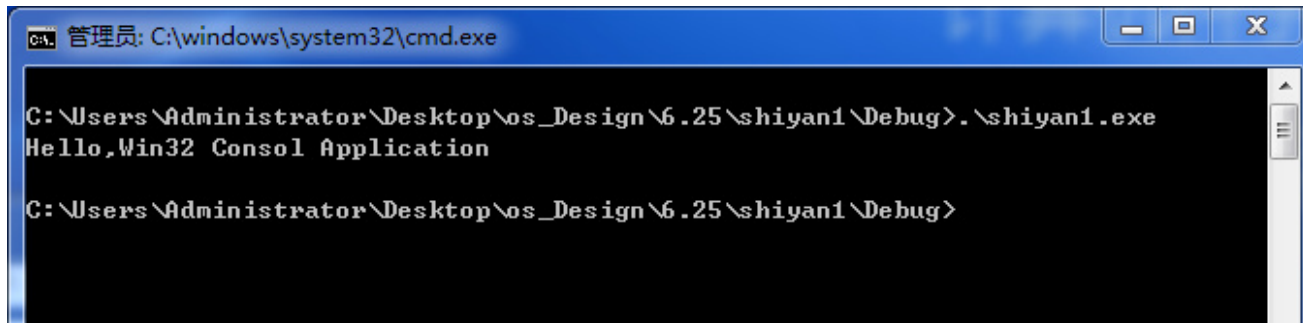 管理员: C:\windows\system32\cmd.exe
C:\Users\Administrator\Desktop\os_Design\6.25\shiyan1\Debug>.\shiyan1.exe
Hello,Win32 Consol Application
C:\Users\Administrator\Desktop\os_Design\6.25\shiyan1\Debug>